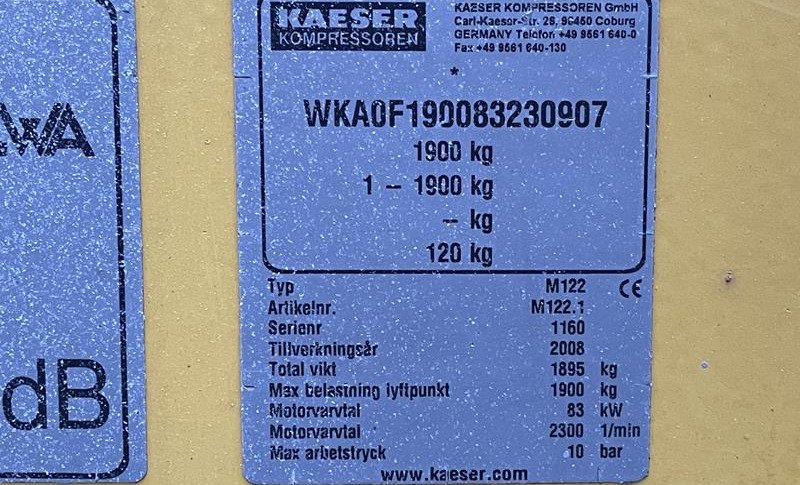 KAESER
KOMPRESSOREN
KAESER KOMPRESSOREN GmbH
Carl-Kaeser-Str. 26, 96450 Coburg
GERMANY Telefon +49 9561 640-0
Fax +49 9561 640-130
*
WKA0F190083230907
1900 kg
1 – 1900 kg
– kg
120 kg
Typ M122 CE
Artikelnr. M122.1
Serienr 1160
Tillverkningsår 2008
Total vikt 1895 kg
Max belastning lyftpunkt 1900 kg
Motorvarvtal 83 kW
Motorvarvtal 2300 1/min
Max arbetstryck 10 bar
www.kaeser.com
WA
dB